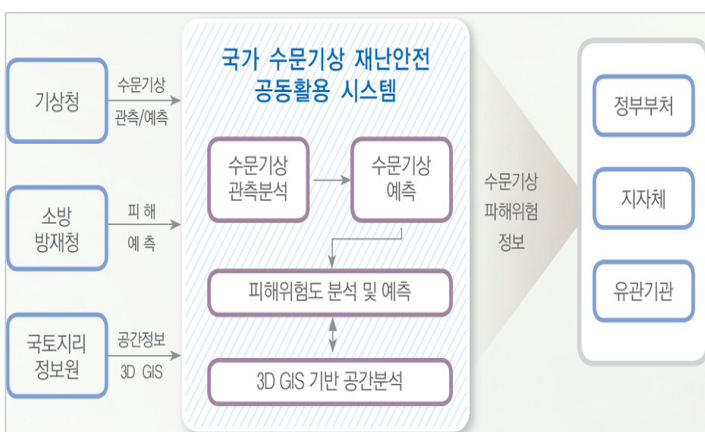 국가 수문기상 재난안전
공동활용 시스템
기상청
수문기상
관측/예측
소방
방재청
피 해
예 측
국토지리
정보원
공간정보
3D GIS
수문기상
관측분석
수문기상
예측
피해위험도 분석 및 예측
3D GIS 기반 공간분석
수문기상
파해위험
정보
정부부처
지자체
유관기관